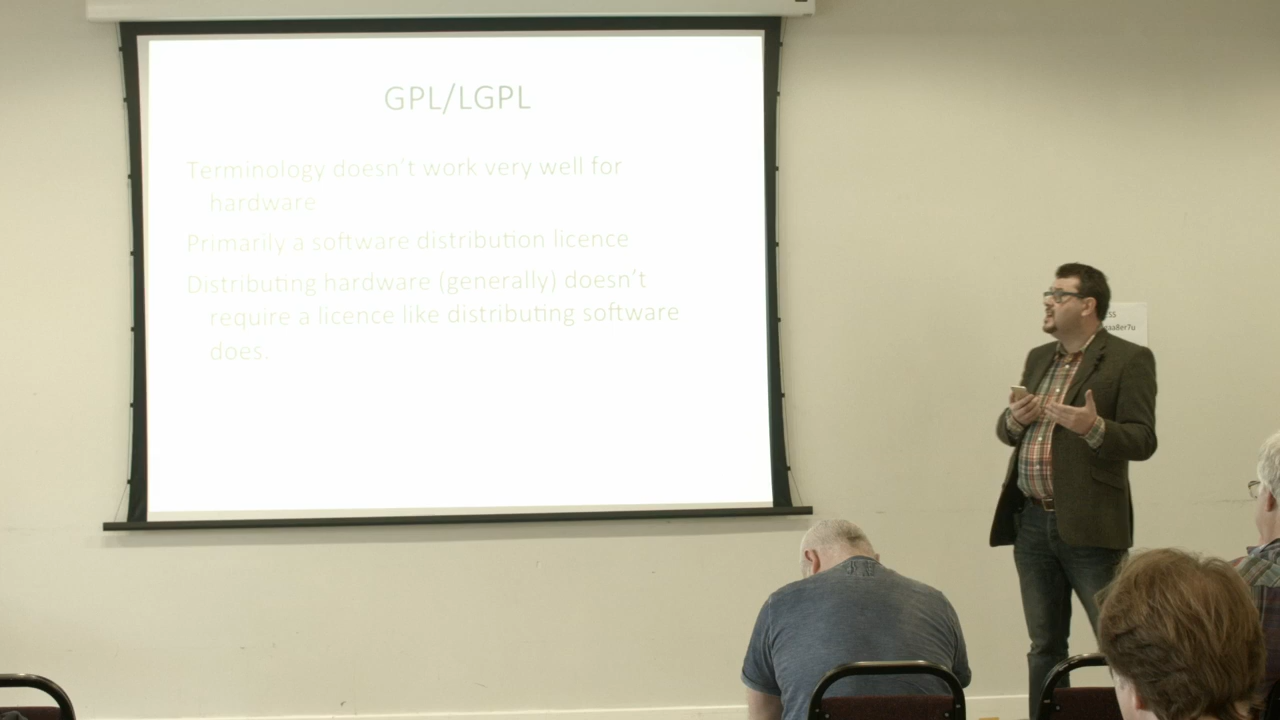 GPL/LGPL
Terminology doesn't work very well for
hardware
Primarily a software distribution licence
Distributing hardware (generally) doesn't
require a licence like distributing software
does.